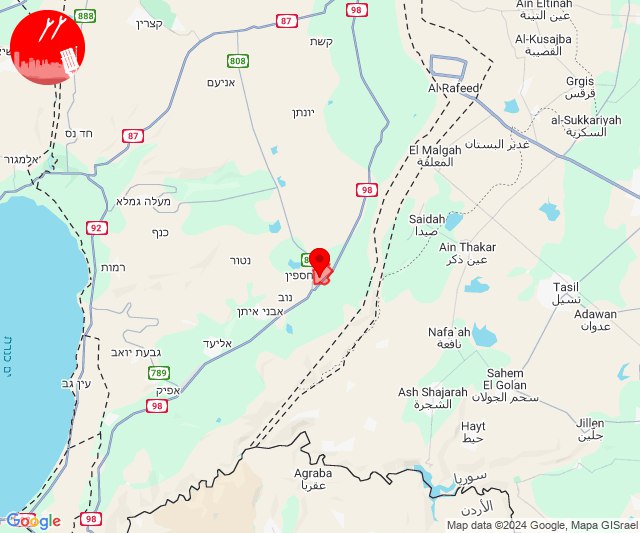 888
קצרין
87
98
קשת
Ain Eltinah
عين التينة
Al-Kusajba
القصيبة
808
אניעם
Al Rafeed
Grgis
قرقس
יונתן
al-Sukkariyah
السكرية
חד נס
87
El Malgah
المعلقة
غدير البستان
אלמגור
98
92
מעלה גמלא
כנף
Saidah
صيدا
Ain Thakar
عين ذكر
רמות
נטור
חספין
Tasil
تسيل
נוב
אבני איתן
Adawan
عدوان
ים כנרת
Nafa`ah
نافعة
אליעד
גבעת יואב
789
עין גב
אפיק
98
Sahem
El Golan
سحم الجولان
Ash Shajarah
الشجرة
Hayt
حيط
Jillen
جلين
Agraba
عقربا
سوريا
الأردن
98
98
Google
Map data ©2024 Google, Mapa GISrael